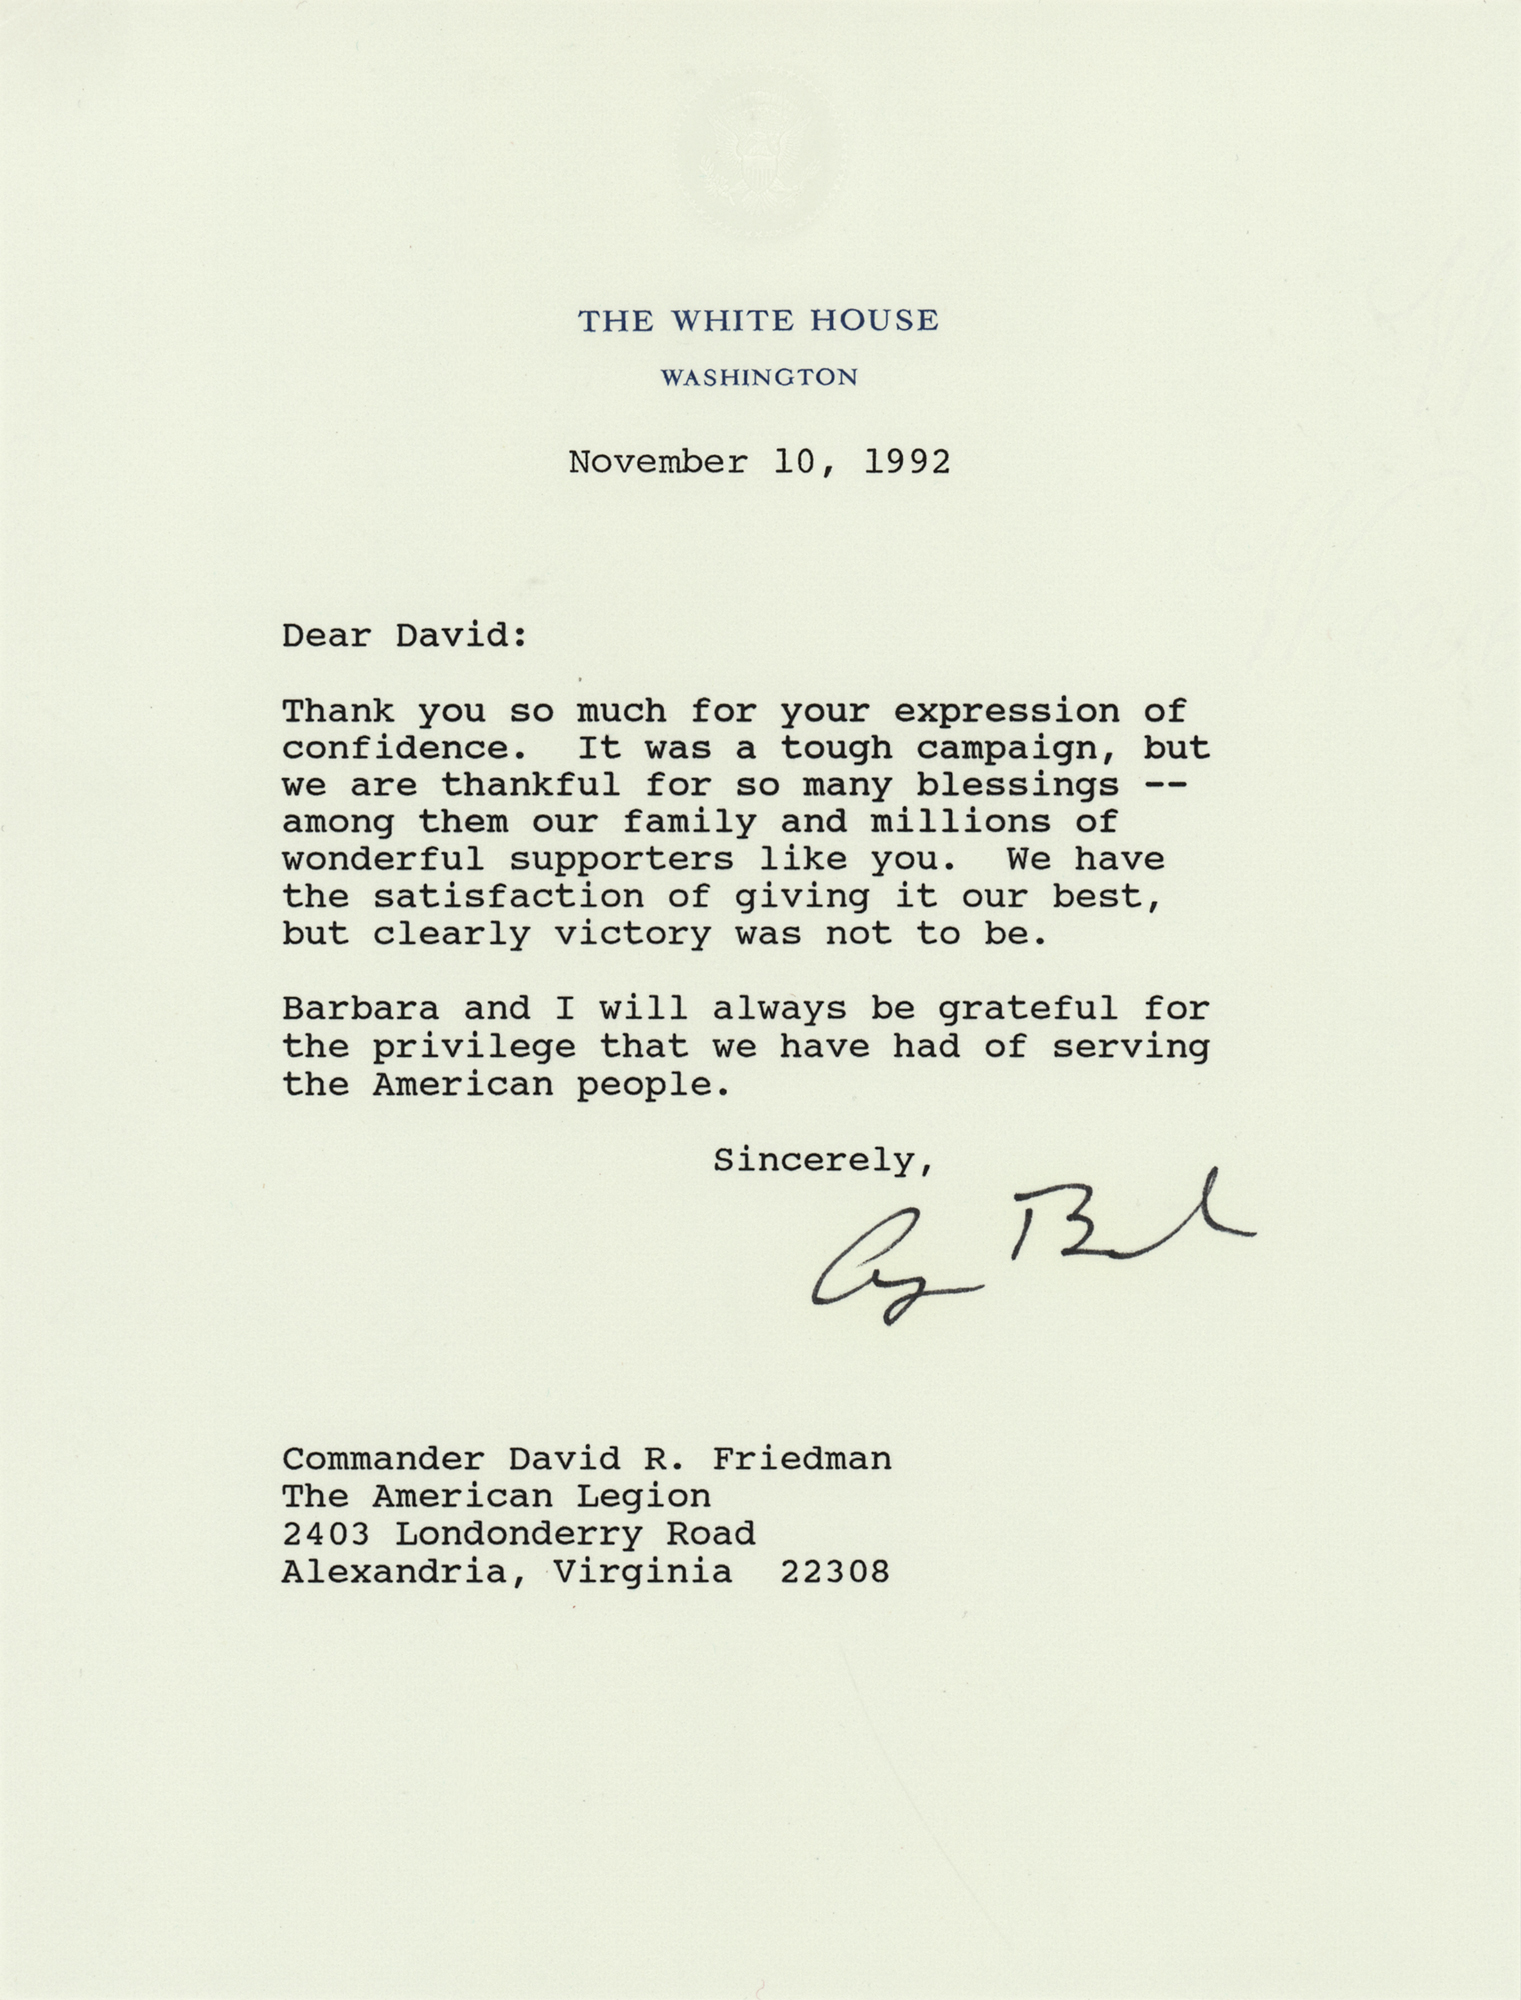 THE WHITE HOUSE
WASHINGTON
November 10, 1992
Dear David:
Thank you so much for your expression of
confidence.  It was a tough campaign, but
we are thankful for so many blessings --
among them our family and millions of
wonderful supporters like you.  We have
the satisfaction of giving it our best,
but clearly victory was not to be.
Barbara and I will always be grateful for
the privilege that we have had of serving
the American people.
Sincerely,
G Bush
Commander David R. Friedman
The American Legion
2403 Londonderry Road
Alexandria, Virginia  22308